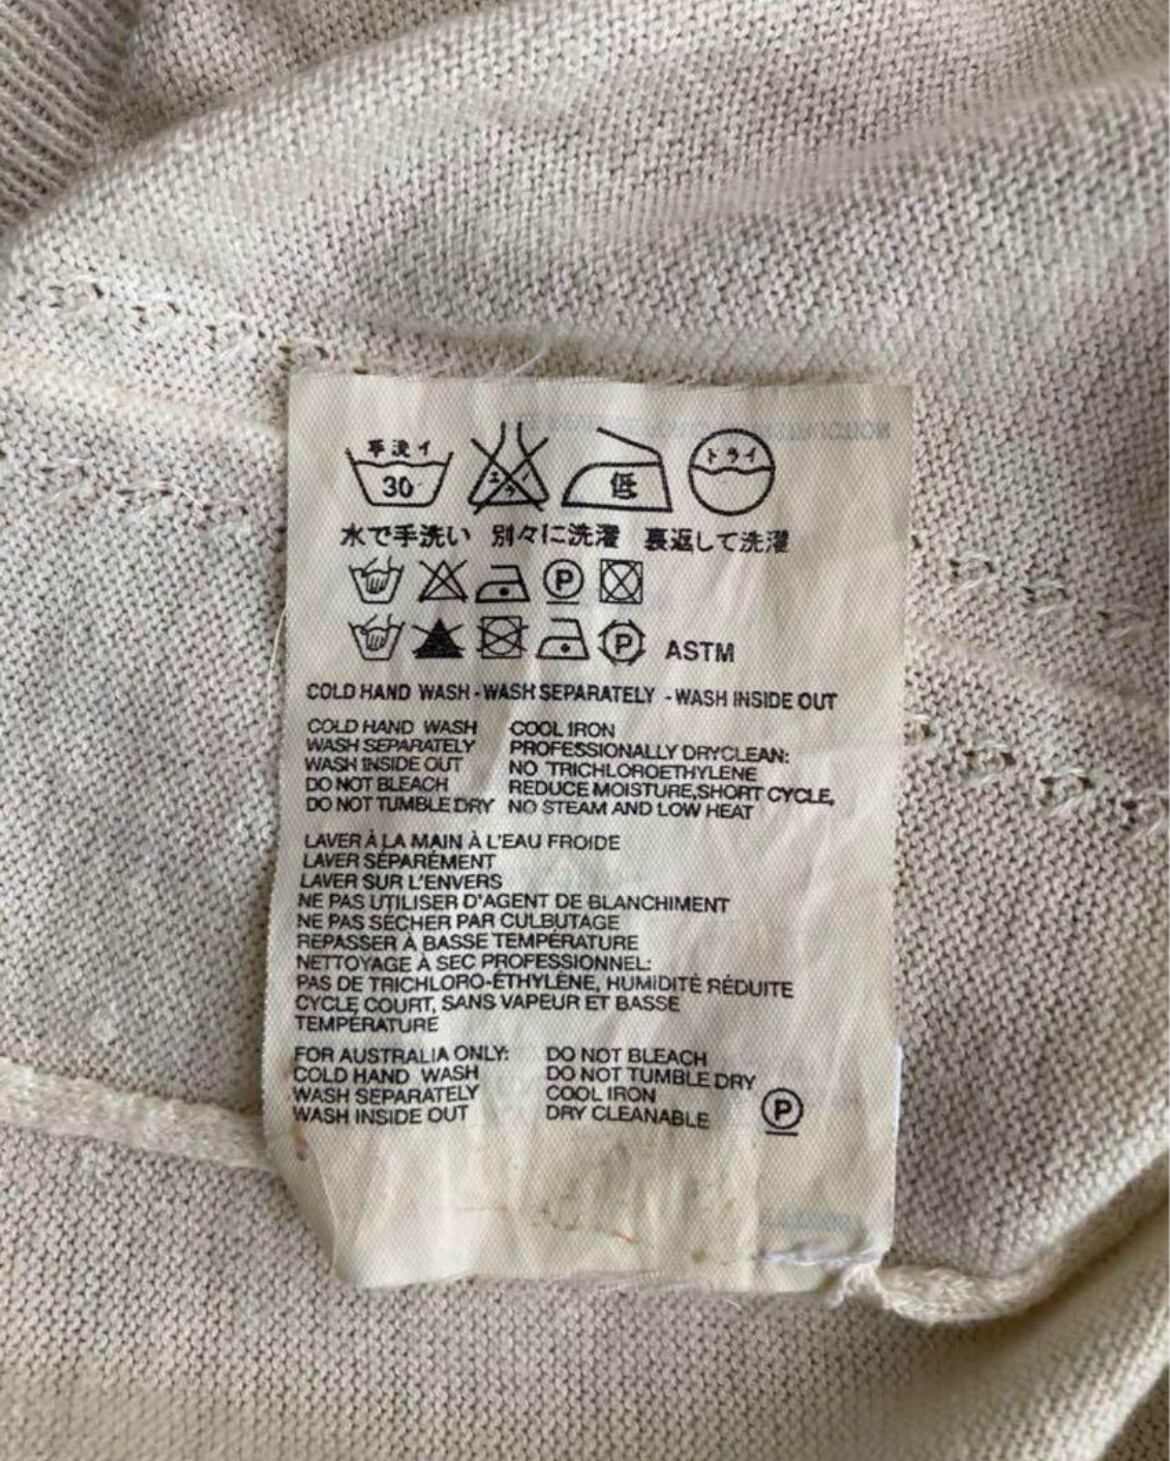 手洗イ 30 エンソ 低 ドライ
水で手洗い 別々に洗濯 裏返して洗濯
P
P ASTM
COLD HAND WASH - WASH SEPARATELY - WASH INSIDE OUT
COLD HAND WASH COOL IRON
WASH SEPARATELY PROFESSIONALLY DRYCLEAN:
WASH INSIDE OUT NO TRICHLOROETHYLENE
DO NOT BLEACH REDUCE MOISTURE,SHORT CYCLE,
DO NOT TUMBLE DRY NO STEAM AND LOW HEAT
LAVER À LA MAIN À L'EAU FROIDE
LAVER SÉPARÉMENT
LAVER SUR L'ENVERS
NE PAS UTILISER D'AGENT DE BLANCHIMENT
NE PAS SÉCHER PAR CULBUTAGE
REPASSER À BASSE TEMPÉRATURE
NETTOYAGE À SEC PROFESSIONNEL:
PAS DE TRICHLORO-ÉTHYLÈNE, HUMIDITÉ RÉDUITE
CYCLE COURT, SANS VAPEUR ET BASSE
TEMPÉRATURE
FOR AUSTRALIA ONLY: DO NOT BLEACH
COLD HAND WASH DO NOT TUMBLE DRY
WASH SEPARATELY COOL IRON
WASH INSIDE OUT DRY CLEANABLE P